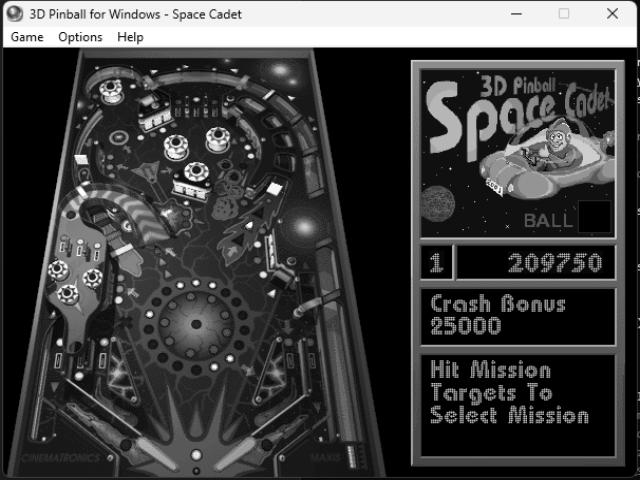 3D Pinball for Windows - Space Cadet
Game Options Help
3D Pinball
Space Cadet
BALL
1 209750
Crash Bonus
25000
Hit Mission
Targets To
Select Mission
CINEMATRONICS
MAXIS